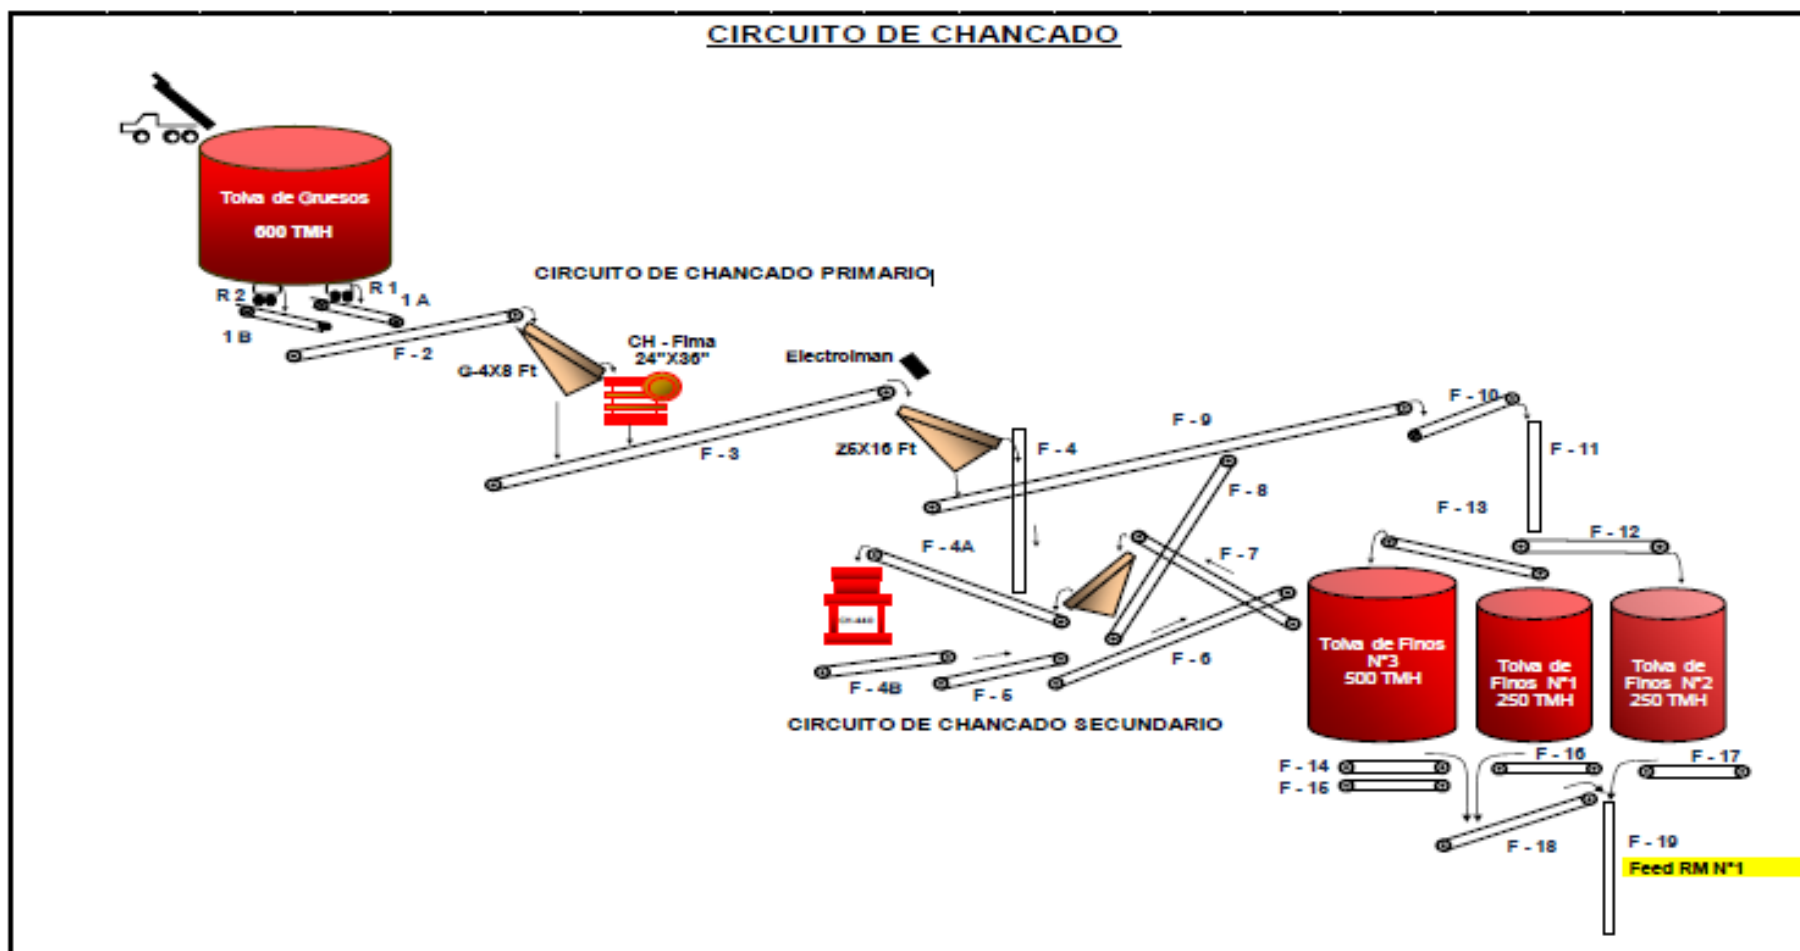 CIRCUITO DE CHANCADO
Tolva de Gruesos
600 TMH
CIRCUITO DE CHANCADO PRIMARIO
R 2
R 1
1 A
1 B
F - 2
G-4X8 Ft
CH - Fima
24"X36"
Electroiman
F - 3
Z5X16 Ft
F - 4
F - 9
F - 10
F - 11
F - 8
F - 13
F - 12
F - 4A
F - 7
F - 6
F - 4B
F - 5
CIRCUITO DE CHANCADO SECUNDARIO
Tolva de Finos
N°3
500 TMH
Tolva de
Finos N°1
250 TMH
Tolva de
Finos N°2
250 TMH
F - 14
F - 15
F - 16
F - 17
F - 18
F - 19
Feed RM N°1